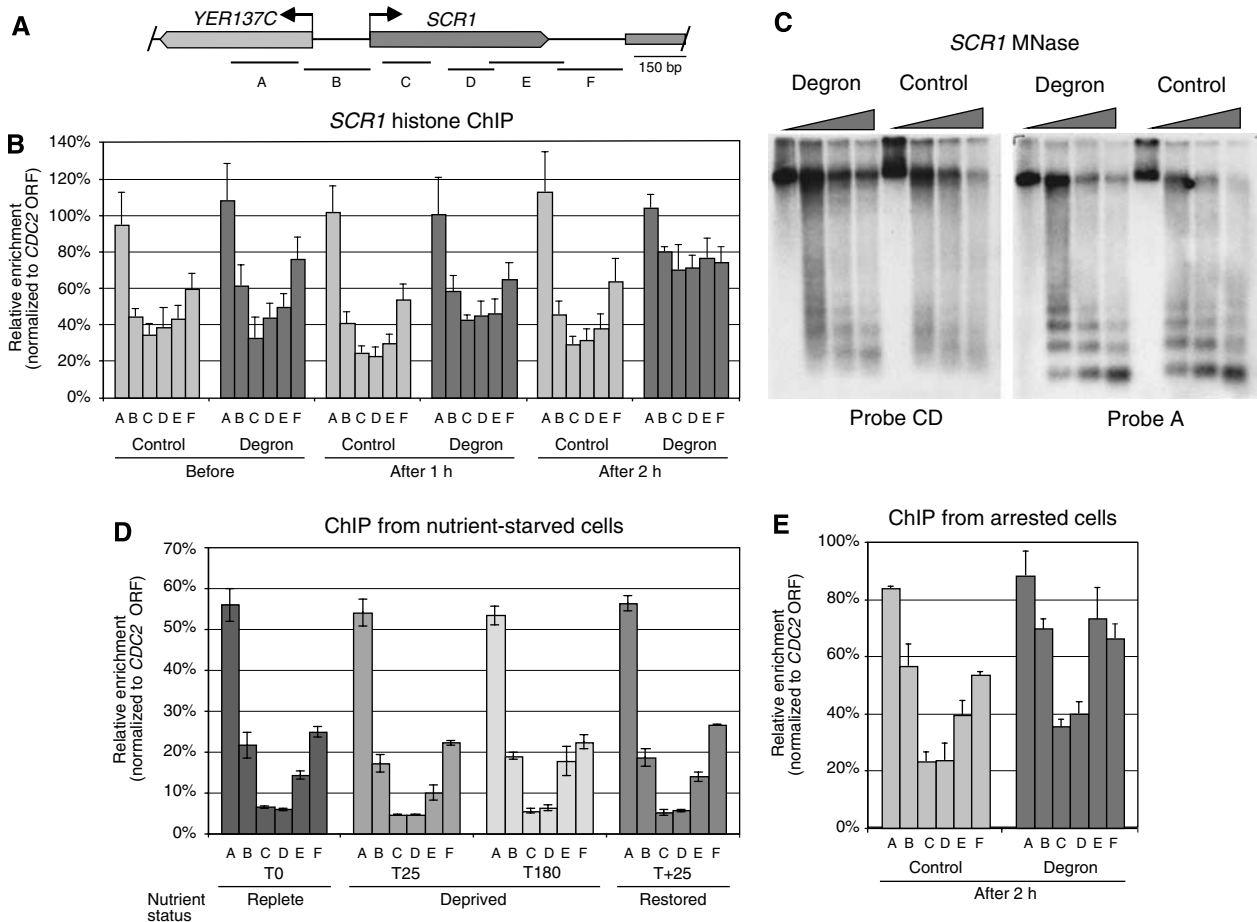 A
YER137C
SCR1
A B C D E F
150 bp
B
SCR1 histone ChIP
Relative enrichment
(normalized to CDC2 ORF)
140%
120%
100%
80%
60%
40%
20%
0%
A B C D E F A B C D E F A B C D E F A B C D E F A B C D E F A B C D E F
Control Degron Control Degron Control Degron
Before After 1 h After 2 h
C
SCR1 MNase
Degron Control Degron Control
Probe CD Probe A
D
ChIP from nutrient-starved cells
Relative enrichment
(normalized to CDC2 ORF)
70%
60%
50%
40%
30%
20%
10%
0%
A B C D E F A B C D E F A B C D E F A B C D E F
T0 T25 T180 T+25
Nutrient
status
Replete Deprived Restored
E
ChIP from arrested cells
Relative enrichment
(normalized to CDC2 ORF)
100%
80%
60%
40%
20%
0%
A B C D E F A B C D E F
Control Degron
After 2 h